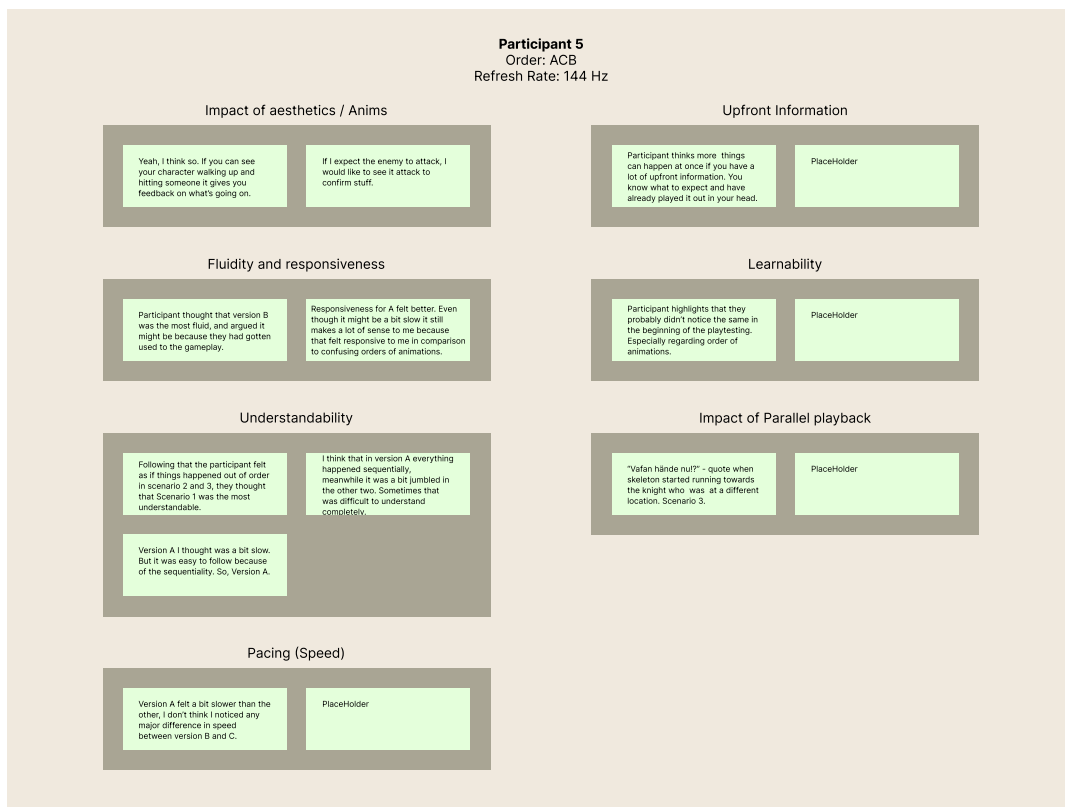 Participant 5
Order: ACB
Refresh Rate: 144 Hz
Impact of aesthetics / Anims
Yeah, I think so. If you can see
your character walking up and
hitting someone it gives you
feedback on what's going on.
If I expect the enemy to attack, I
would like to see it attack to
confirm stuff.
Fluidity and responsiveness
Participant thought that version B
was the most fluid, and argued it
might be because they had gotten
used to the gameplay.
Responsiveness for A felt better. Even
though it might be a bit slow it still
makes a lot of sense to me because
that felt responsive to me in comparison
to confusing orders of animations.
Understandability
Following that the participant felt
as if things happened out of order
in scenario 2 and 3, they thought
that Scenario 1 was the most
understandable.
I think that in version A everything
happened sequentially,
meanwhile it was a bit jumbled in
the other two. Sometimes that
was difficult to understand
completely.
Version A I thought was a bit slow.
But it was easy to follow because
of the sequentiality. So, Version A.
Pacing (Speed)
Version A felt a bit slower than the
other, I don't think I noticed any
major difference in speed
between version B and C.
PlaceHolder
Upfront Information
Participant thinks more  things
can happen at once if you have a
lot of upfront information. You
know what to expect and have
already played it out in your head.
PlaceHolder
Learnability
Participant highlights that they
probably didn't notice the same in
the beginning of the playtesting.
Especially regarding order of
animations.
PlaceHolder
Impact of Parallel playback
"Vafan hände nu!?" - quote when
skeleton started running towards
the knight who  was  at a different
location. Scenario 3.
PlaceHolder